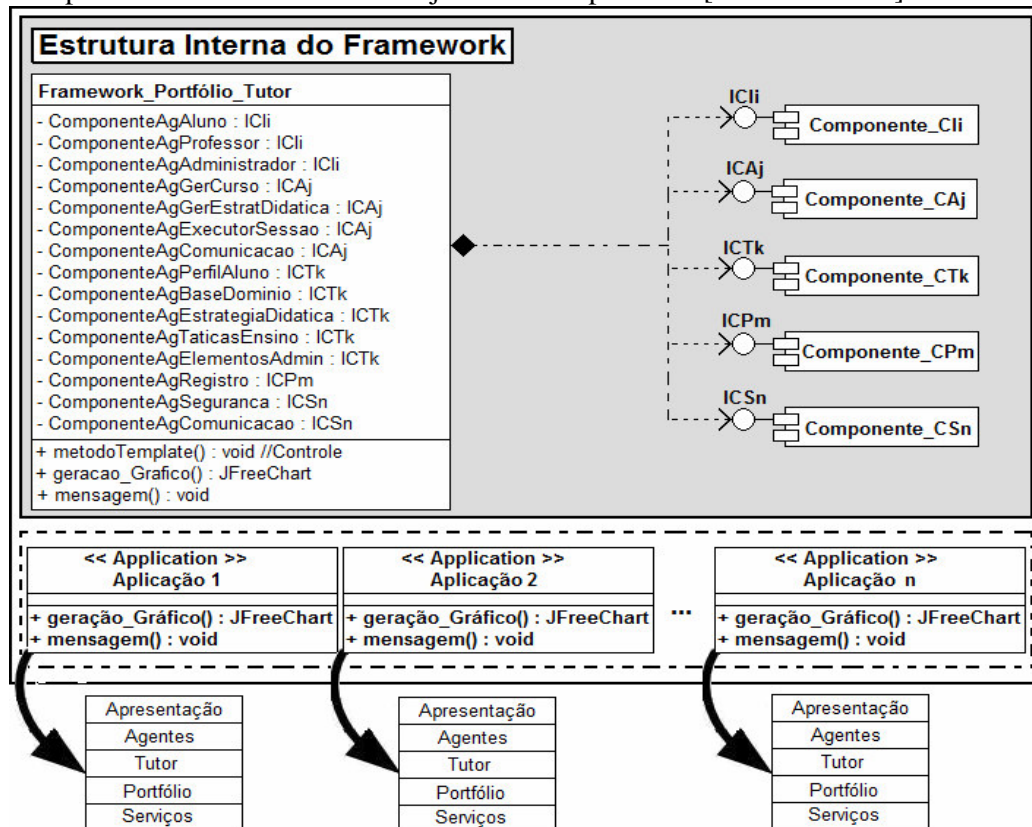 Estrutura Interna do Framework
Framework_Portfólio_Tutor
- ComponenteAgAluno : ICli
- ComponenteAgProfessor : ICli
- ComponenteAgAdministrador : ICli
- ComponenteAgGerCurso : ICAj
- ComponenteAgGerEstratDidatica : ICAj
- ComponenteAgExecutorSessao : ICAj
- ComponenteAgComunicacao : ICAj
- ComponenteAgPerfilAluno : ICTk
- ComponenteAgBaseDominio : ICTk
- ComponenteAgEstrategiaDidatica : ICTk
- ComponenteAgTaticasEnsino : ICTk
- ComponenteAgElementosAdmin : ICTk
- ComponenteAgRegistro : ICPm
- ComponenteAgSeguranca : ICSn
- ComponenteAgComunicacao : ICSn
+ metodoTemplate() : void //Controle
+ geracao_Grafico() : JFreeChart
+ mensagem() : void
ICli
Componente_Cli
ICAj
Componente_CAj
ICTk
Componente_CTk
ICPm
Componente_CPm
ICSn
Componente_CSn
<< Application >>
Aplicação 1
+ geração_Gráfico() : JFreeChart
+ mensagem() : void
<< Application >>
Aplicação 2
+ geração_Gráfico() : JFreeChart
+ mensagem() : void
...
<< Application >>
Aplicação n
+ geração_Gráfico() : JFreeChart
+ mensagem() : void
Apresentação
Agentes
Tutor
Portfólio
Serviços
Apresentação
Agentes
Tutor
Portfólio
Serviços
Apresentação
Agentes
Tutor
Portfólio
Serviços